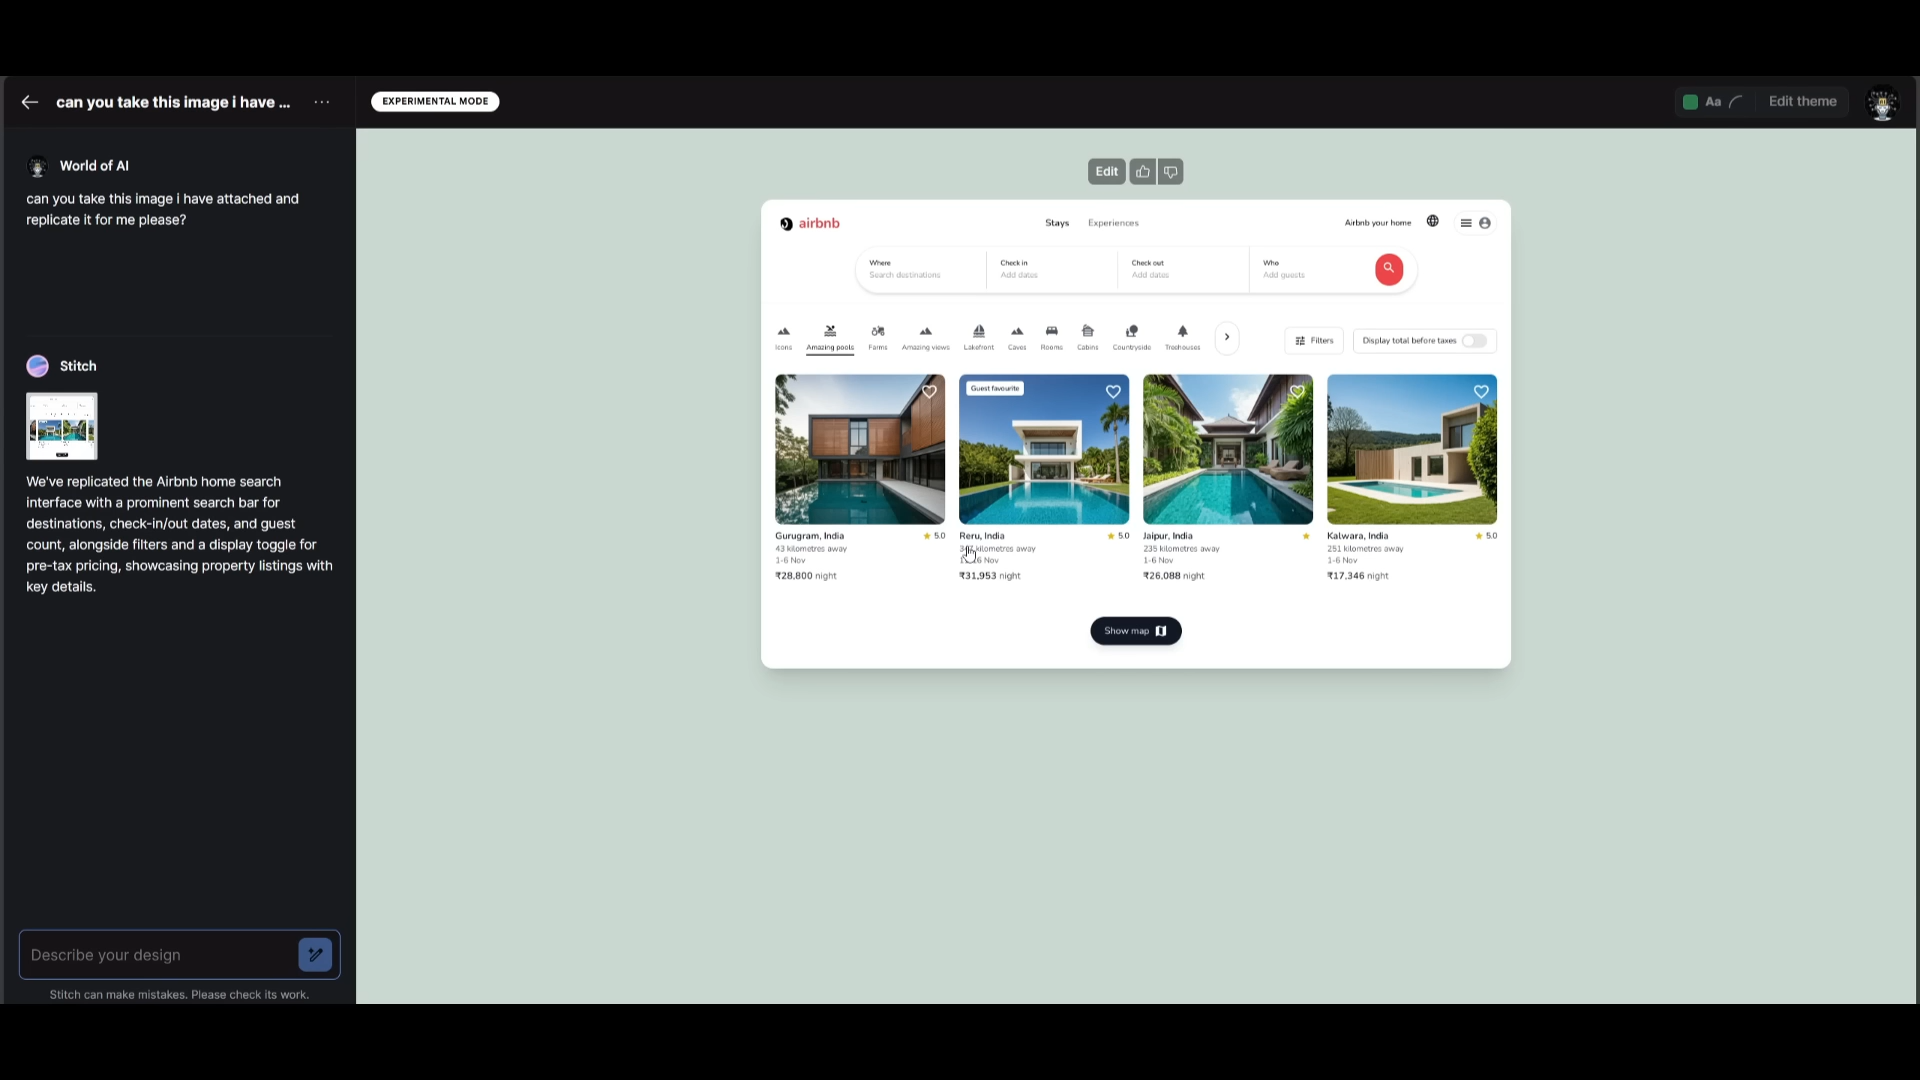 can you take this image i have ...
EXPERIMENTAL MODE
Aa
Edit theme
World of AI
can you take this image i have attached and
replicate it for me please?
Stitch
We've replicated the Airbnb home search
interface with a prominent search bar for
destinations, check-in/out dates, and guest
count, alongside filters and a display toggle for
pre-tax pricing, showcasing property listings with
key details.
Describe your design
Stitch can make mistakes. Please check its work.
Edit
airbnb
Stays Experiences
Airbnb your home
Where Check in Check out Who
Search destinations Add dates Add dates Add guests
Icons Amazing pools Farms Amazing views Lakefront Caves Rooms Cabins Countryside Treehouses
Filters
Display total before taxes
Guest favourite
Gurugram, India 5.0
43 kilometres away
1-6 Nov
₹28,800 night
Reru, India 5.0
kilometres away
Nov
₹31,953 night
Jaipur, India
235 kilometres away
1-6 Nov
₹26,088 night
Kalwara, India 5.0
251 kilometres away
1-6 Nov
₹17,346 night
Show map